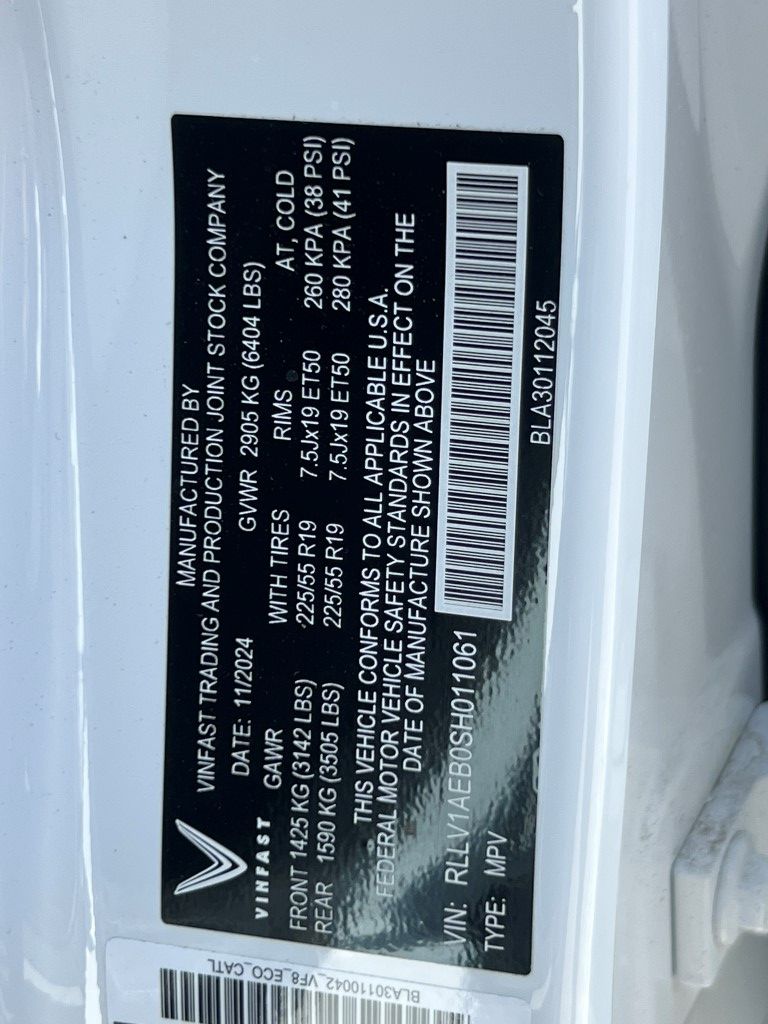 MANUFACTURED BY
VINFAST TRADING AND PRODUCTION JOINT STOCK COMPANY
DATE: 11/2024 GVWR 2905 KG (6404 LBS)
VINFAST
GAWR WITH TIRES RIMS AT, COLD
FRONT 1425 KG (3142 LBS) 225/55 R19 7.5Jx19 ET50 260 KPA (38 PSI)
REAR 1590 KG (3505 LBS) 225/55 R19 7.5Jx19 ET50 280 KPA (41 PSI)
THIS VEHICLE CONFORMS TO ALL APPLICABLE U.S.A.
FEDERAL MOTOR VEHICLE SAFETY STANDARDS IN EFFECT ON THE
DATE OF MANUFACTURE SHOWN ABOVE
VIN: RLLV1AEB0SH011061
TYPE: MPV
BLA30112045
BLA30110042_VF8_ECO_CATL